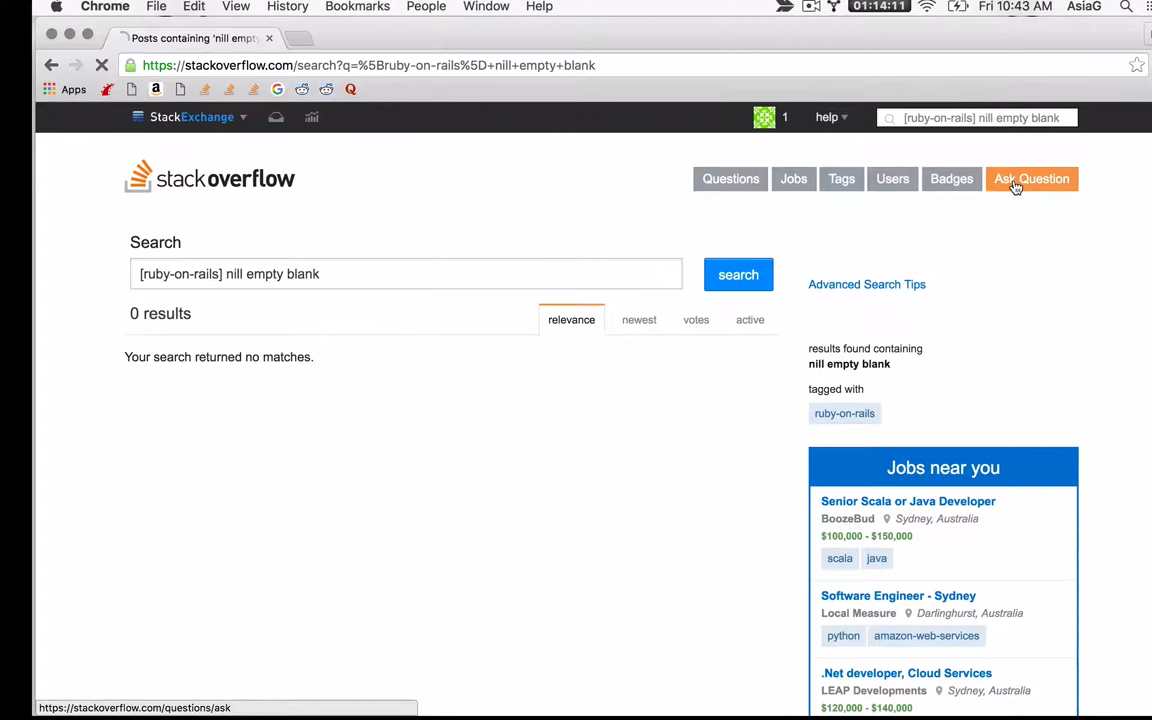 Chrome File Edit View History Bookmarks People Window Help 01:14:11 Fri 10:43 AM AsiaG
Posts containing 'nill empty
https://stackoverflow.com/search?q=%5Bruby-on-rails%5D+nill+empty+blank
Apps
StackExchange 1 help [ruby-on-rails] nill empty blank
stackoverflow Questions Jobs Tags Users Badges Ask Question
Search
[ruby-on-rails] nill empty blank search
Advanced Search Tips
0 results relevance newest votes active
Your search returned no matches.
results found containing
nill empty blank
tagged with
ruby-on-rails
Jobs near you
Senior Scala or Java Developer
BoozeBud Sydney, Australia
$100,000 - $150,000
scala java
Software Engineer - Sydney
Local Measure Darlinghurst, Australia
python amazon-web-services
.Net developer, Cloud Services
LEAP Developments Sydney, Australia
$120,000 - $140,000
https://stackoverflow.com/questions/ask